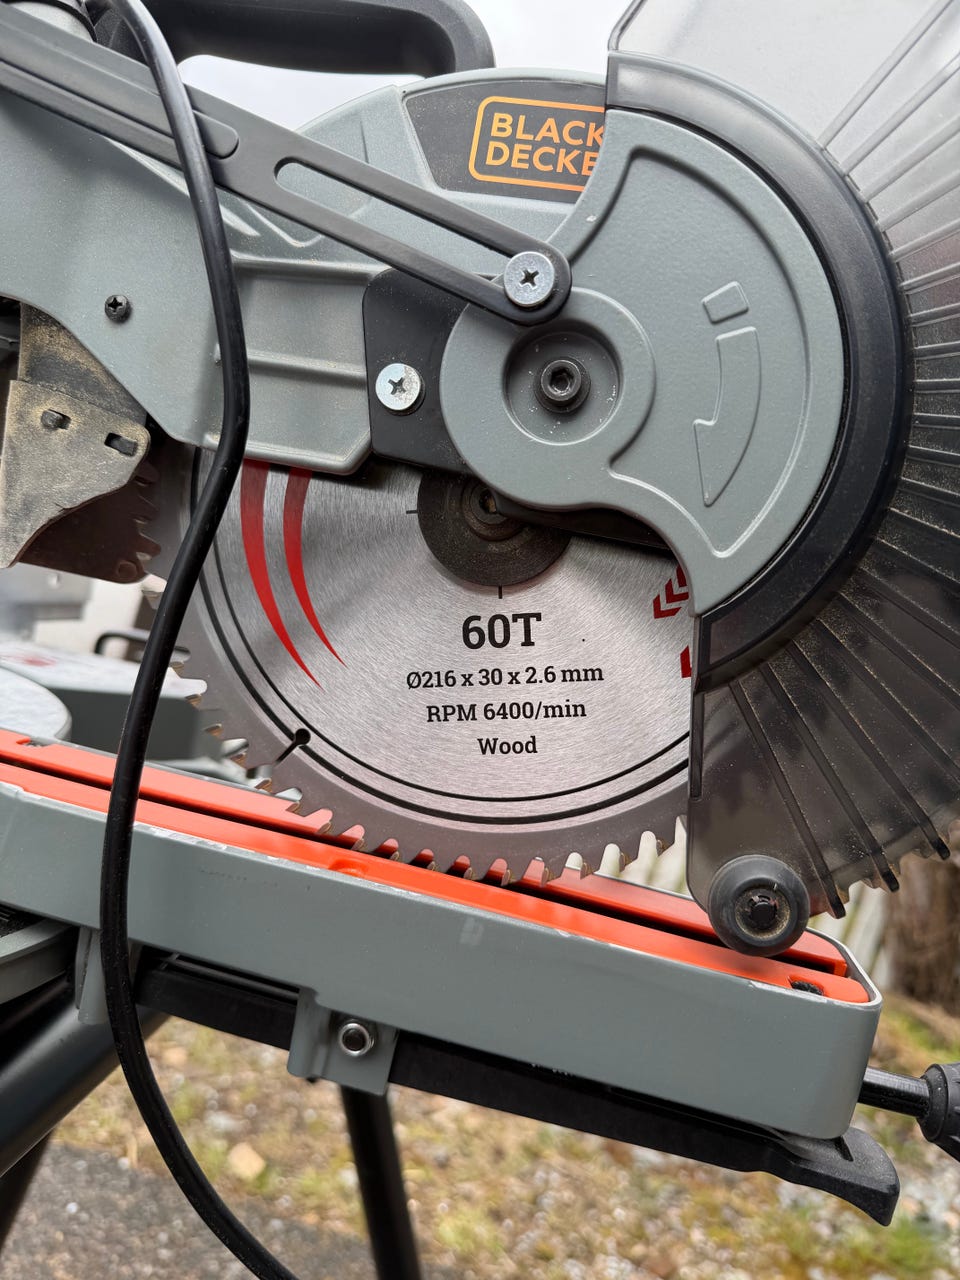 BLACK
DECKE
60T
Ø216 x 30 x 2.6 mm
RPM 6400/min
Wood